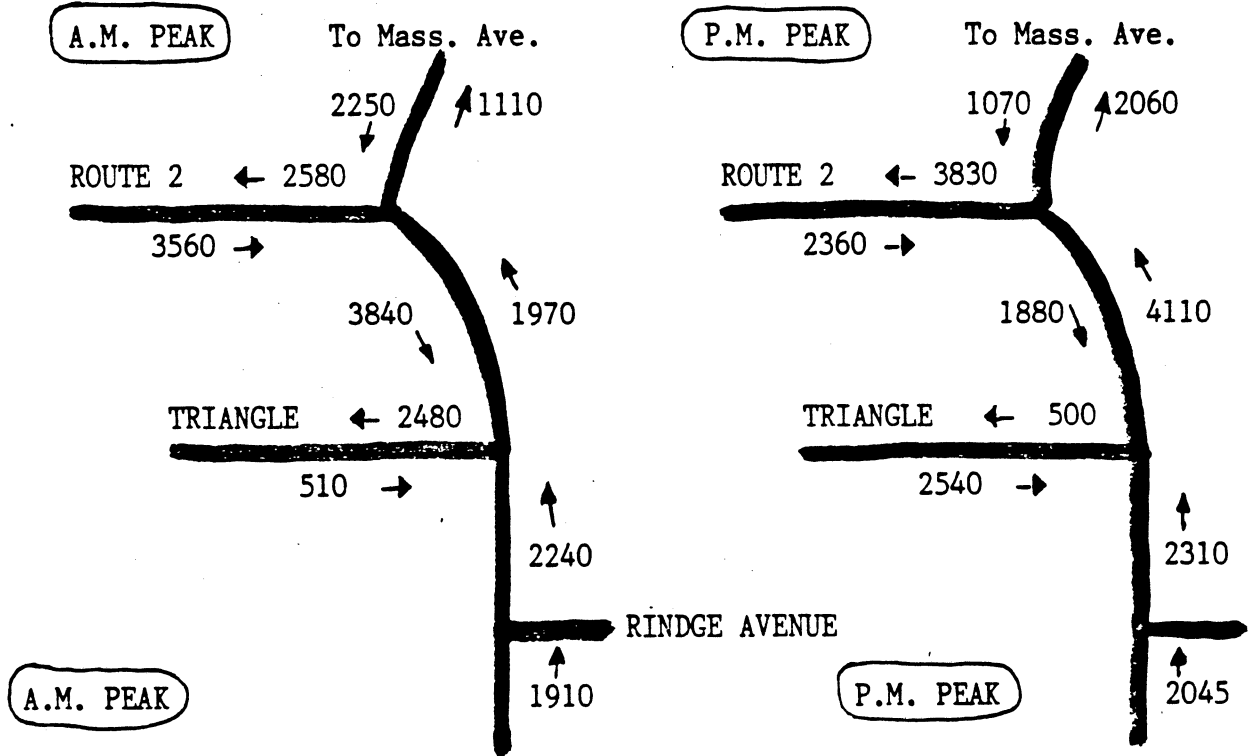 A.M. PEAK
To Mass. Ave.
2250
1110
ROUTE 2
2580
3560
3840
1970
TRIANGLE
2480
510
2240
RINDGE AVENUE
1910
A.M. PEAK
P.M. PEAK
To Mass. Ave.
1070
2060
ROUTE 2
3830
2360
1880
4110
TRIANGLE
500
2540
2310
2045
P.M. PEAK